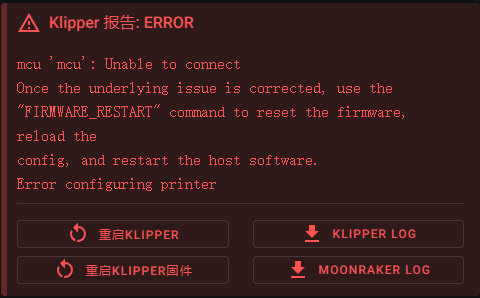 Klipper 报告: ERROR
mcu 'mcu': Unable to connect
Once the underlying issue is corrected, use the
"FIRMWARE_RESTART" command to reset the firmware,
reload the
config, and restart the host software.
Error configuring printer
重启KLIPPER
KLIPPER LOG
重启KLIPPER固件
MOONRAKER LOG